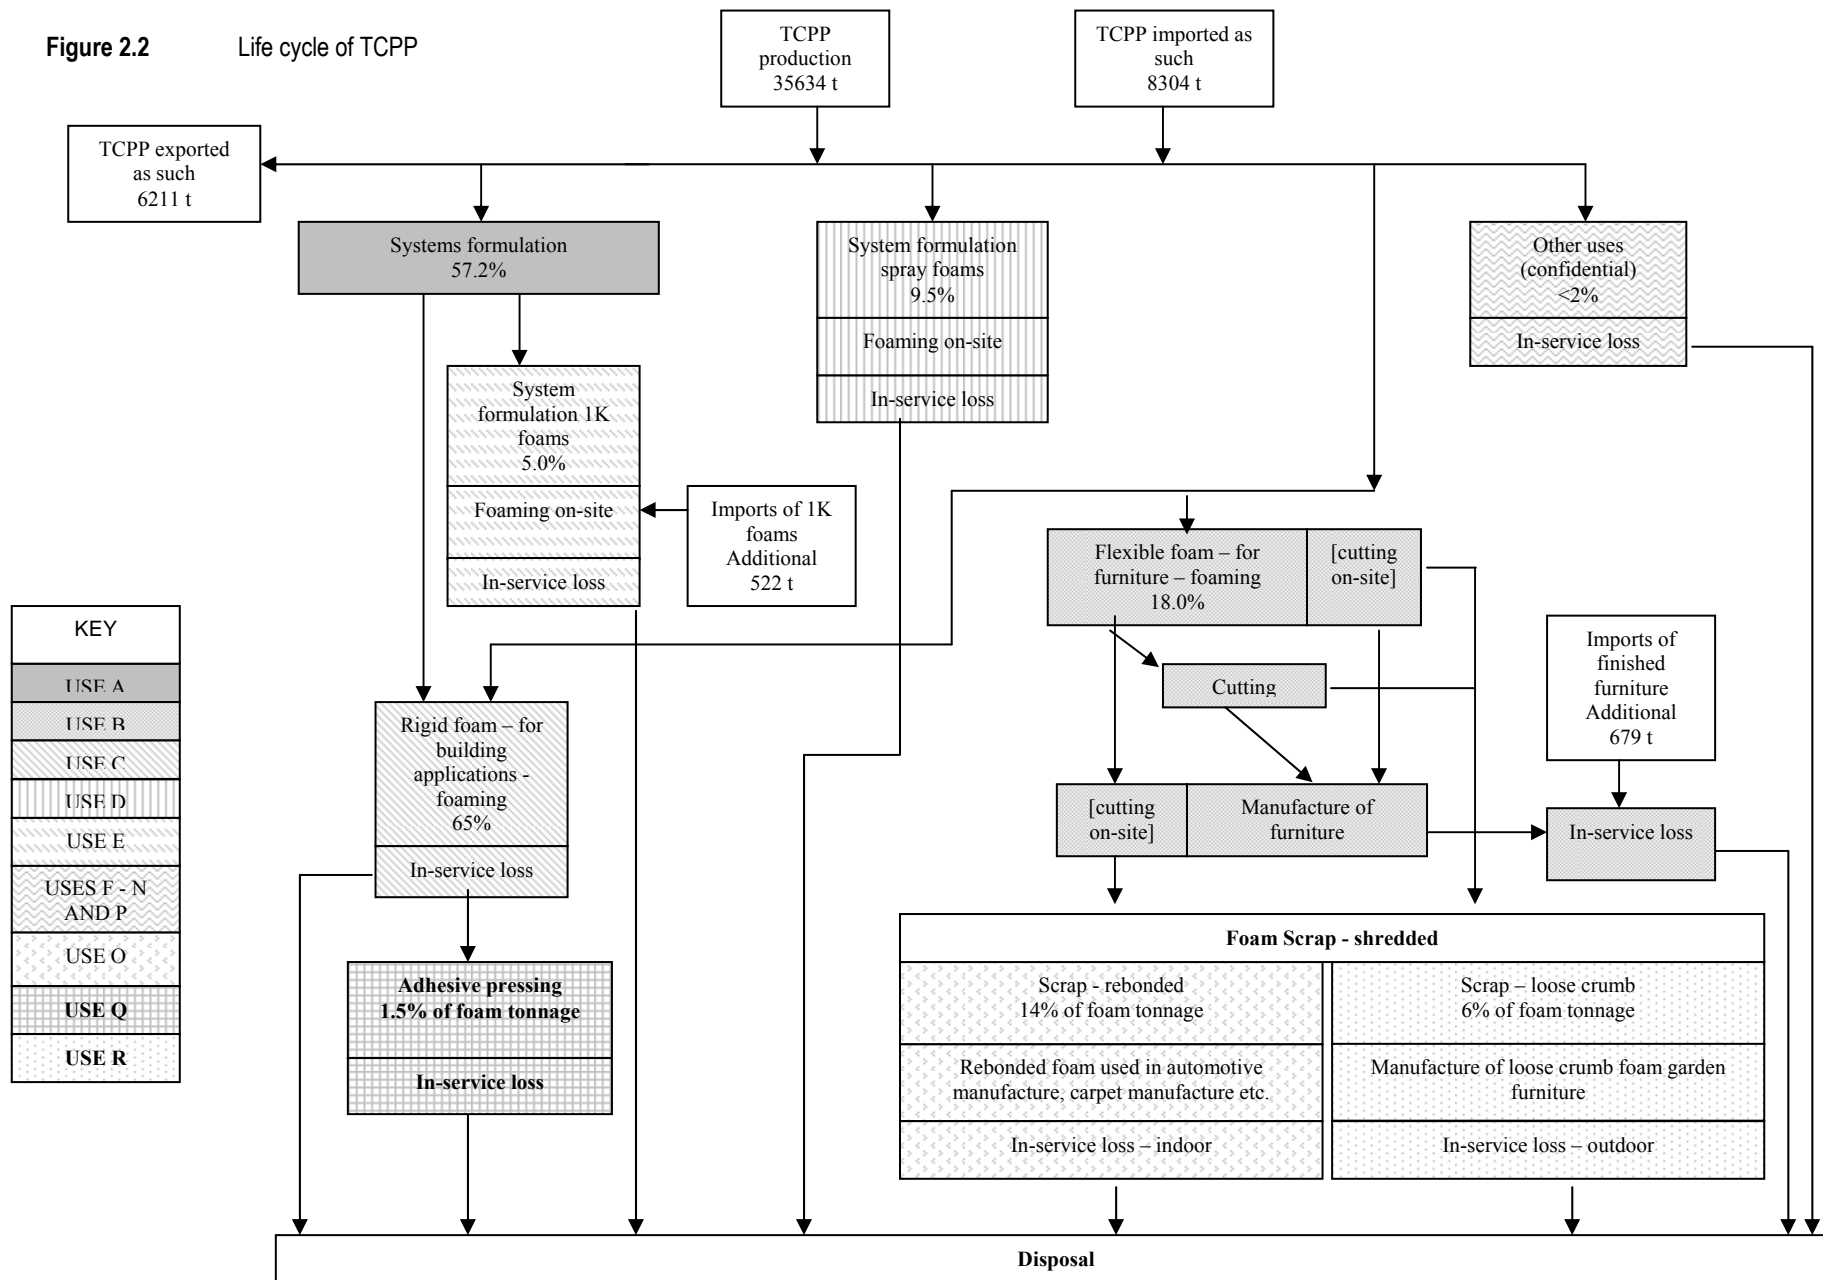 Figure 2.2 Life cycle of TCPP
TCPP
production
35634 t
TCPP imported as
such
8304 t
TCPP exported
as such
6211 t
Systems formulation
57.2%
System formulation
spray foams
9.5%
Foaming on-site
In-service loss
Other uses
(confidential)
<2%
In-service loss
System
formulation 1K
foams
5.0%
Foaming on-site
In-service loss
Imports of 1K
foams
Additional
522 t
Flexible foam – for
furniture – foaming
18.0%
[cutting
on-site]
Cutting
Imports of
finished
furniture
Additional
679 t
KEY
USE A
USE B
USE C
USE D
USE E
USES F - N
AND P
USE O
USE Q
USE R
Rigid foam – for
building
applications -
foaming
65%
In-service loss
[cutting
on-site]
Manufacture of
furniture
In-service loss
Adhesive pressing
1.5% of foam tonnage
In-service loss
Foam Scrap - shredded
Scrap - rebonded
14% of foam tonnage
Rebonded foam used in automotive
manufacture, carpet manufacture etc.
In-service loss – indoor
Scrap – loose crumb
6% of foam tonnage
Manufacture of loose crumb foam garden
furniture
In-service loss – outdoor
Disposal